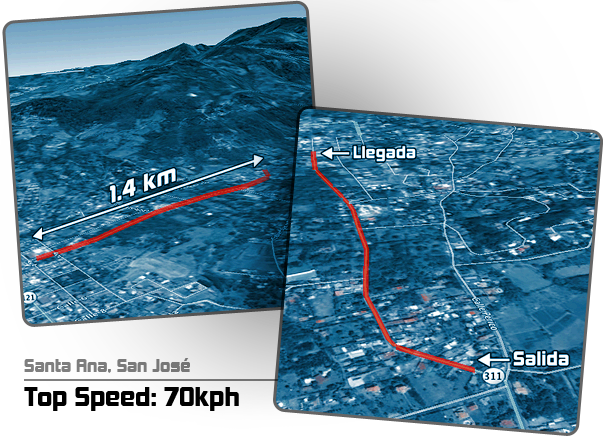 1.4 km
21
Llegada
Salida
311
Santa Ana, San José
Top Speed: 70kph